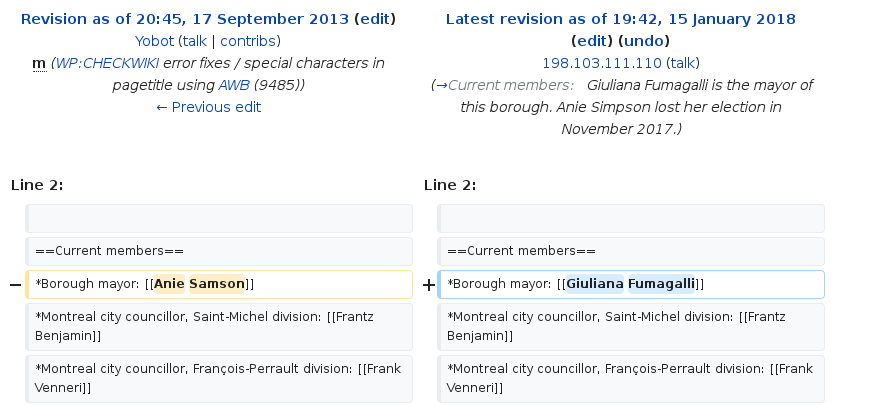 Revision as of 20:45, 17 September 2013 (edit)
Yobot (talk | contribs)
m (WP:CHECKWIKI error fixes / special characters in
pagetitle using AWB (9485))
← Previous edit
Latest revision as of 19:42, 15 January 2018
(edit) (undo)
198.103.111.110 (talk)
(→Current members: Giuliana Fumagalli is the mayor of
this borough. Anie Simpson lost her election in
November 2017.)
Line 2:
Line 2:
==Current members==
==Current members==
− *Borough mayor: [[Anie Samson]]
+ *Borough mayor: [[Giuliana Fumagalli]]
*Montreal city councillor, Saint-Michel division: [[Frantz
Benjamin]]
*Montreal city councillor, Saint-Michel division: [[Frantz
Benjamin]]
*Montreal city councillor, François-Perrault division: [[Frank
Venneri]]
*Montreal city councillor, François-Perrault division: [[Frank
Venneri]]